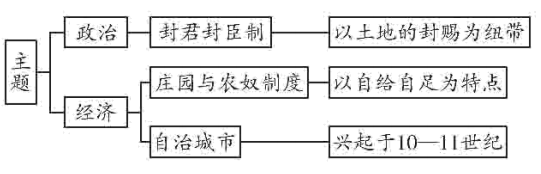 主题
政治
封君封臣制
以土地的封赐为纽带
经济
庄园与农奴制度
以自给自足为特点
自治城市
兴起于10—11世纪